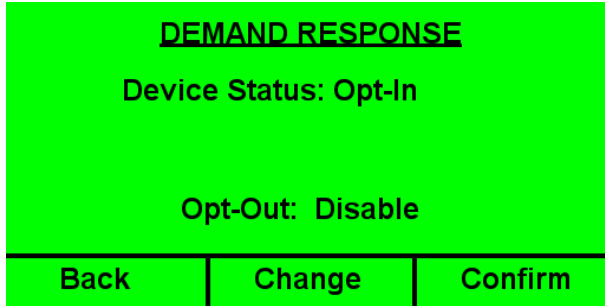 DEMAND RESPONSE
Device Status: Opt-In
Opt-Out: Disable
Back Change Confirm